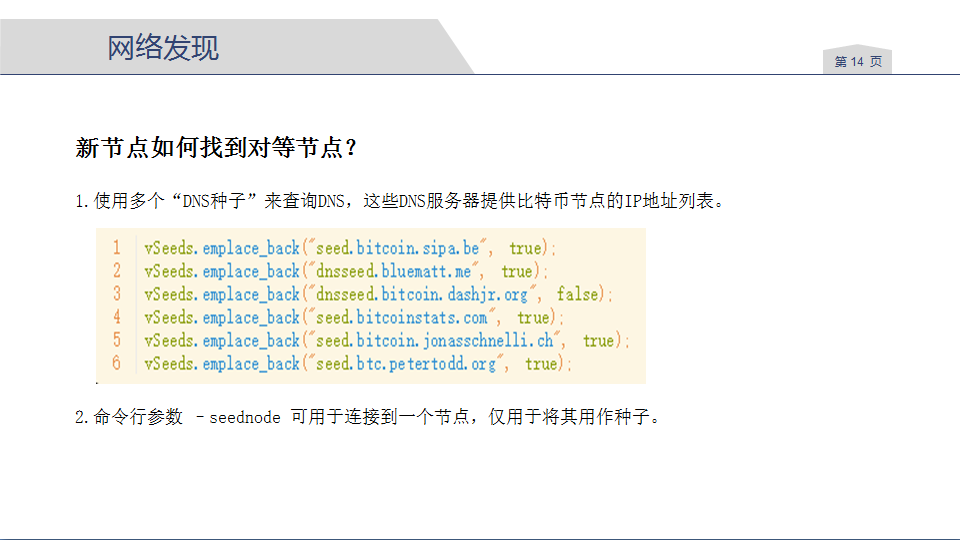 网络发现
第 14 页
新节点如何找到对等节点？
1.使用多个“DNS种子”来查询DNS，这些DNS服务器提供比特币节点的IP地址列表。
1 vSeeds.emplace_back("seed.bitcoin.sipa.be", true);
2 vSeeds.emplace_back("dnsseed.bluematt.me", true);
3 vSeeds.emplace_back("dnsseed.bitcoin.dashjr.org", false);
4 vSeeds.emplace_back("seed.bitcoinstats.com", true);
5 vSeeds.emplace_back("seed.bitcoin.jonasschnelli.ch", true);
6 vSeeds.emplace_back("seed.btc.petertodd.org", true);
2.命令行参数 –seednode 可用于连接到一个节点，仅用于将其用作种子。